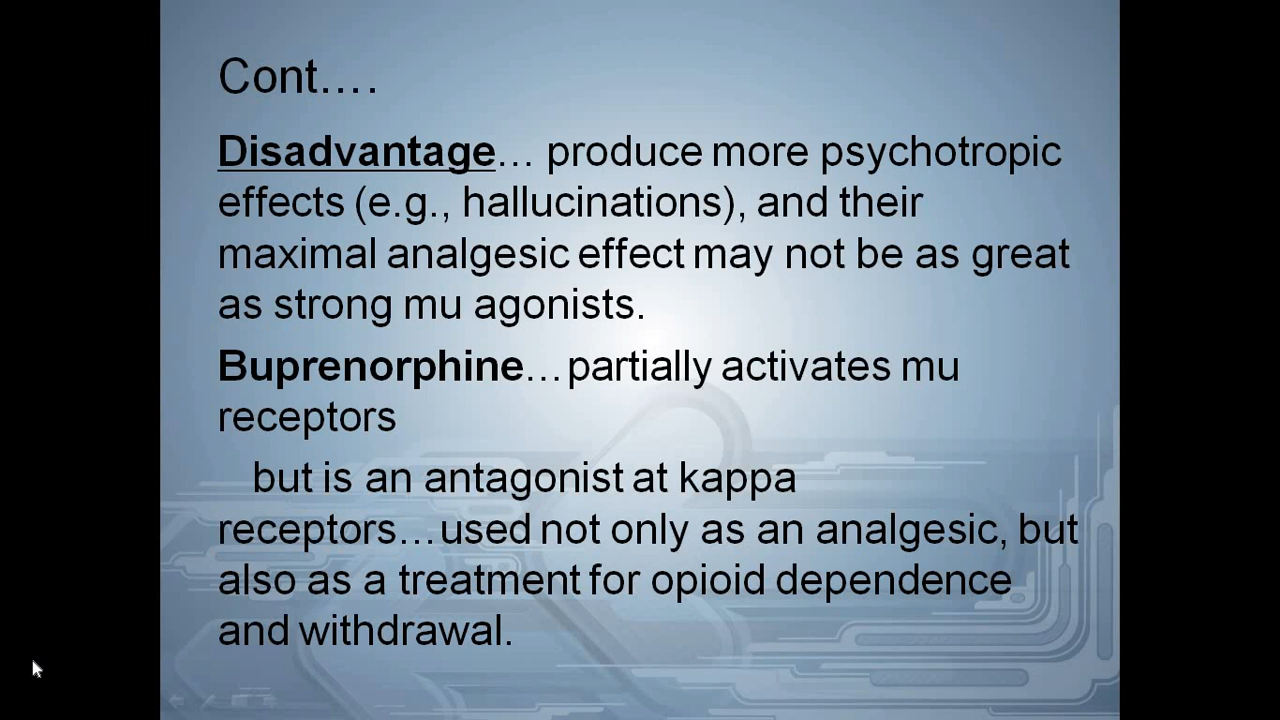 Cont….
Disadvantage… produce more psychotropic
effects (e.g., hallucinations), and their
maximal analgesic effect may not be as great
as strong mu agonists.
Buprenorphine…partially activates mu
receptors
but is an antagonist at kappa
receptors…used not only as an analgesic, but
also as a treatment for opioid dependence
and withdrawal.